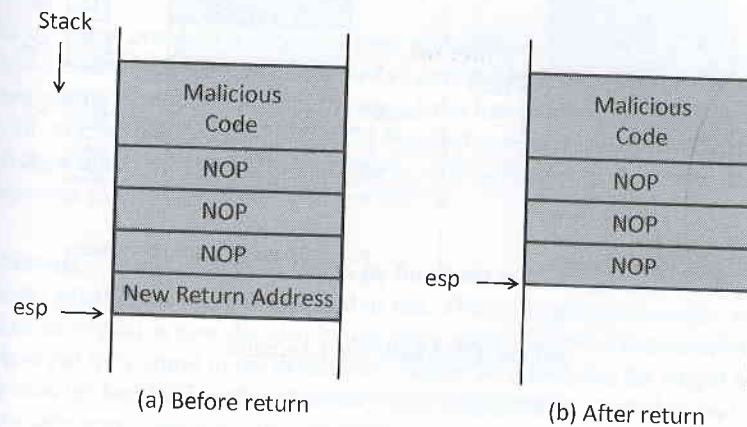 Stack
Malicious
Code
NOP
NOP
NOP
New Return Address
esp
(a) Before return
Malicious
Code
NOP
NOP
NOP
esp
(b) After return